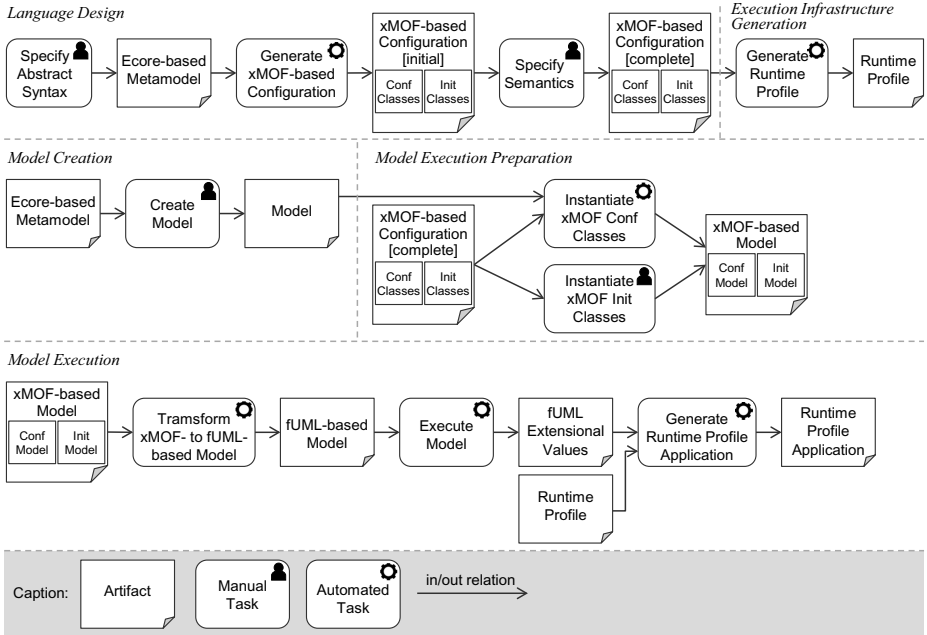 Language Design
Execution Infrastructure
Generation
Specify
Abstract
Syntax
Ecore-based
Metamodel
Generate
xMOF-based
Configuration
xMOF-based
Configuration
[initial]
Conf
Classes
Init
Classes
Specify
Semantics
xMOF-based
Configuration
[complete]
Conf
Classes
Init
Classes
Generate
Runtime
Profile
Runtime
Profile
Model Creation
Model Execution Preparation
Ecore-based
Metamodel
Create
Model
Model
xMOF-based
Configuration
[complete]
Conf
Classes
Init
Classes
Instantiate
xMOF Conf
Classes
Instantiate
xMOF Init
Classes
xMOF-based
Model
Conf
Model
Init
Model
Model Execution
xMOF-based
Model
Conf
Model
Init
Model
Transform
xMOF- to fUML-
based Model
fUML-based
Model
Execute
Model
fUML
Extensional
Values
Runtime
Profile
Generate
Runtime Profile
Application
Runtime
Profile
Application
Caption:
Artifact
Manual
Task
Automated
Task
in/out relation